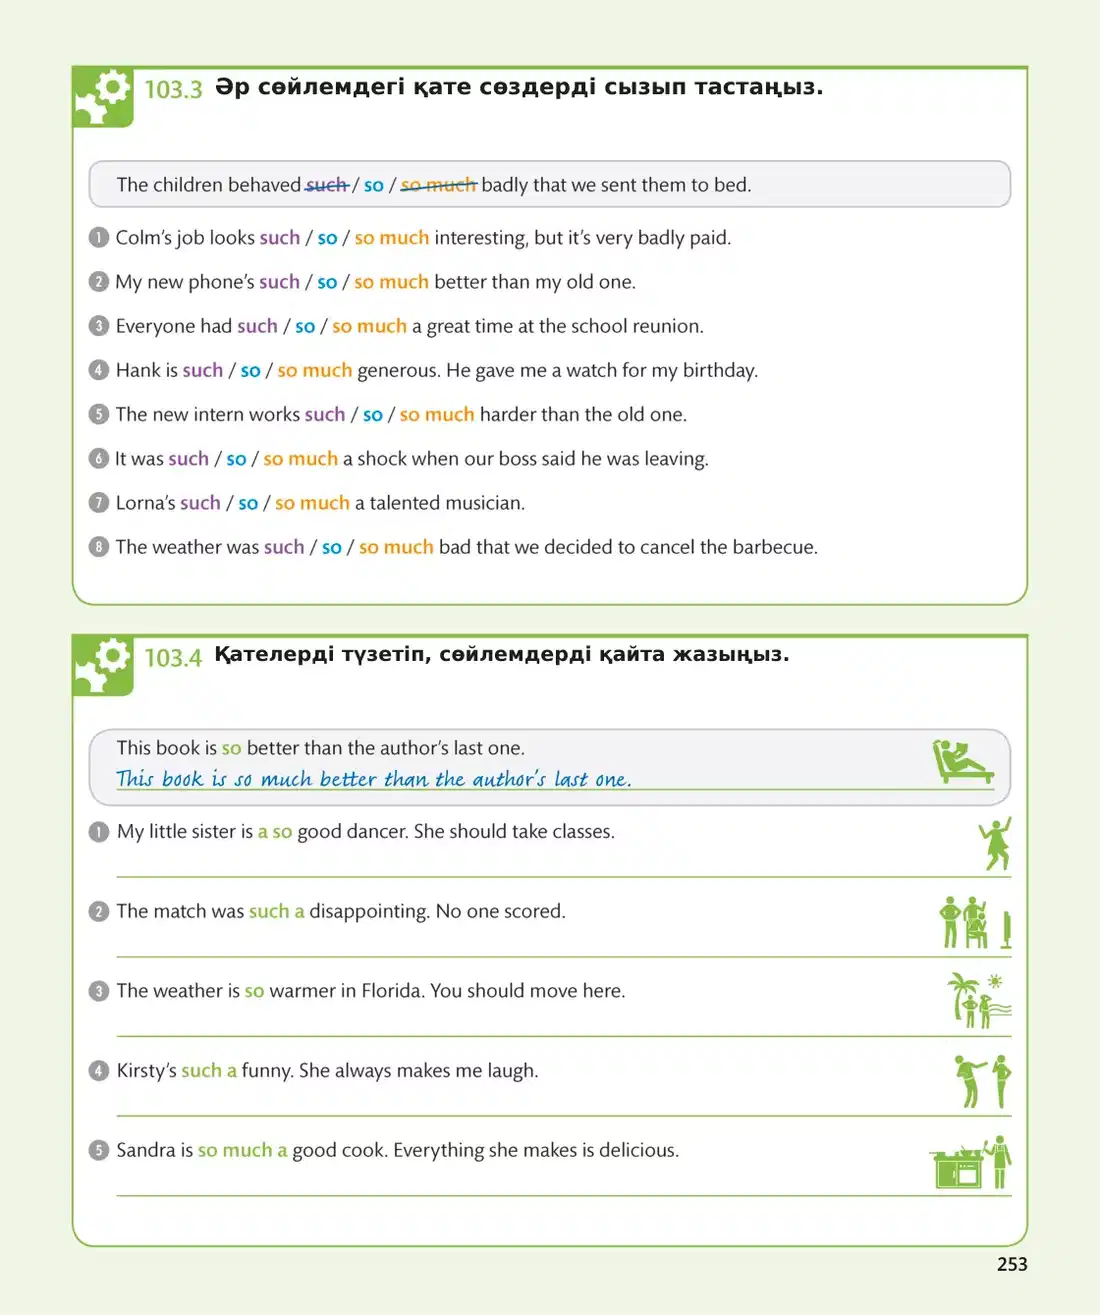 103.3 Әр сөйлемдегі қате сөздерді сызып тастаңыз.
The children behaved such / so / so much badly that we sent them to bed.
1 Colm's job looks such / so / so much interesting, but it's very badly paid.
2 My new phone's such / so / so much better than my old one.
3 Everyone had such / so / so much a great time at the school reunion.
4 Hank is such / so / so much generous. He gave me a watch for my birthday.
5 The new intern works such / so / so much harder than the old one.
6 It was such / so / so much a shock when our boss said he was leaving.
7 Lorna's such / so / so much a talented musician.
8 The weather was such / so / so much bad that we decided to cancel the barbecue.
103.4 Қателерді түзетіп, сөйлемдерді қайта жазыңыз.
This book is so better than the author's last one.
This book is so much better than the author's last one.
1 My little sister is a so good dancer. She should take classes.
2 The match was such a disappointing. No one scored.
3 The weather is so warmer in Florida. You should move here.
4 Kirsty's such a funny. She always makes me laugh.
5 Sandra is so much a good cook. Everything she makes is delicious.
253